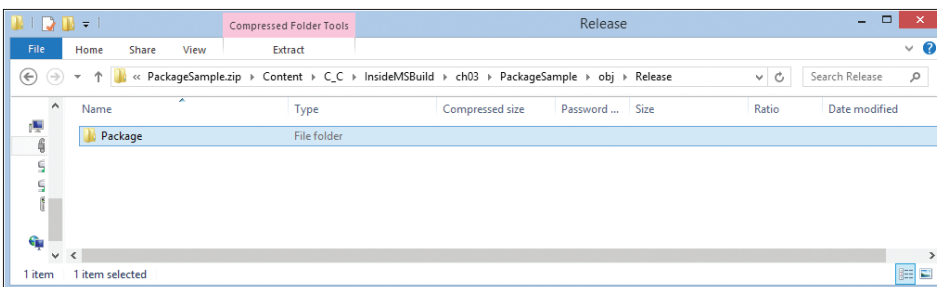 Compressed Folder Tools
Release
File Home Share View Extract
« PackageSample.zip Content C_C InsideMSBuild ch03 PackageSample obj Release
Search Release
Name Type Compressed size Password ... Size Ratio Date modified
Package File folder
1 item 1 item selected